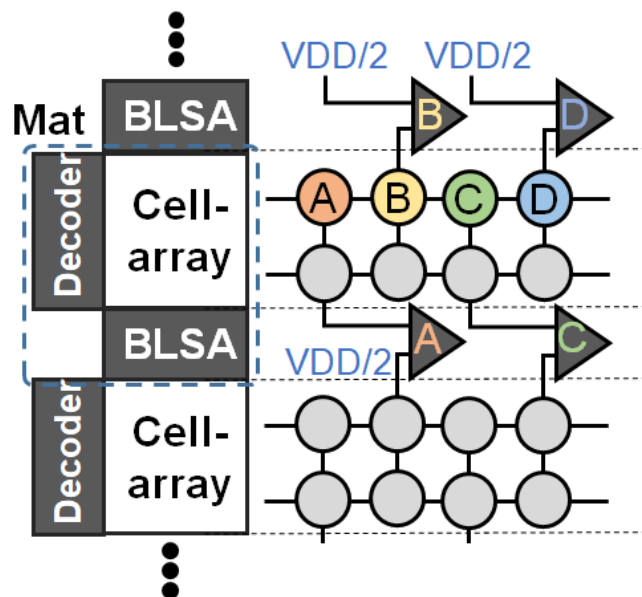 VDD/2 VDD/2
Mat BLSA B D
Decoder Cell-array A B C D
BLSA A C
VDD/2
Decoder Cell-array